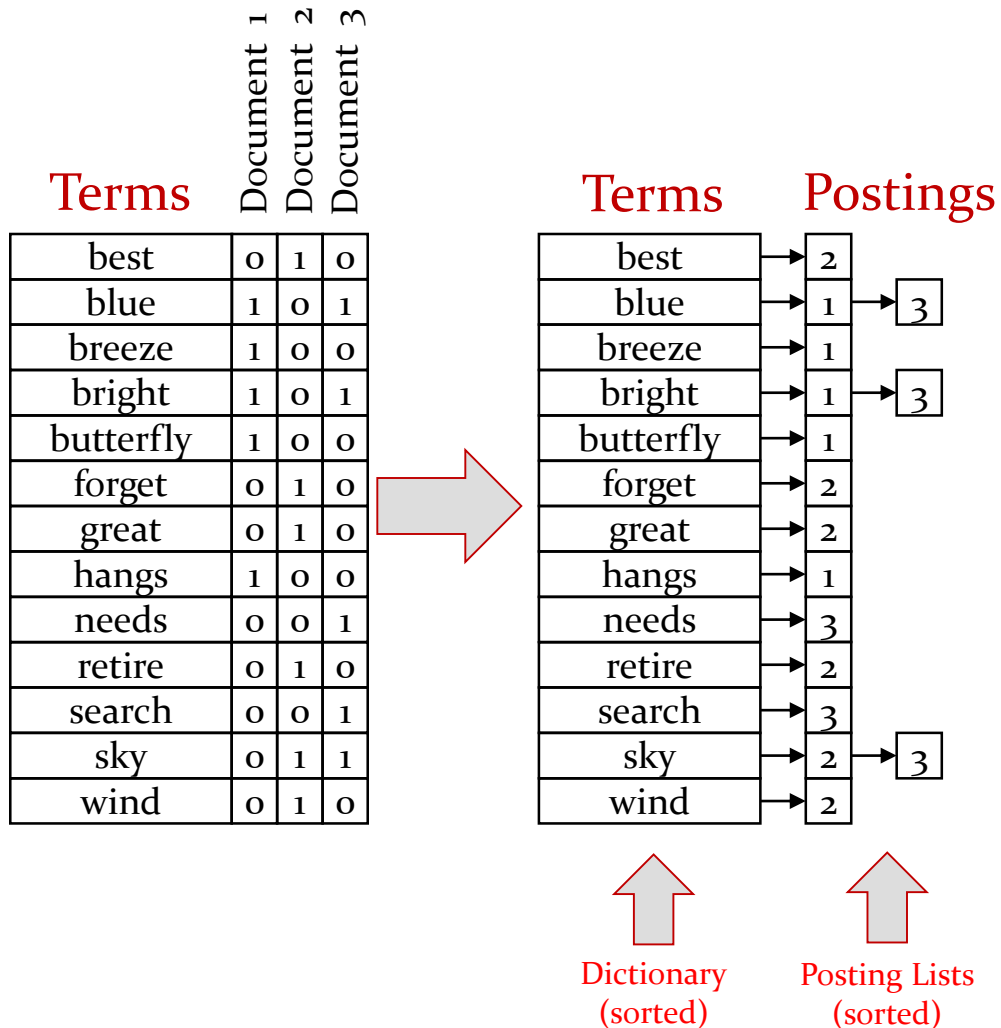 Document 1
Document 2
Document 3
Terms
best 0 1 0
blue 1 0 1
breeze 1 0 0
bright 1 0 1
butterfly 1 0 0
forget 0 1 0
great 0 1 0
hangs 1 0 0
needs 0 0 1
retire 0 1 0
search 0 0 1
sky 0 1 1
wind 0 1 0
Terms Postings
best 2
blue 1 3
breeze 1
bright 1 3
butterfly 1
forget 2
great 2
hangs 1
needs 3
retire 2
search 3
sky 2 3
wind 2
Dictionary
(sorted)
Posting Lists
(sorted)